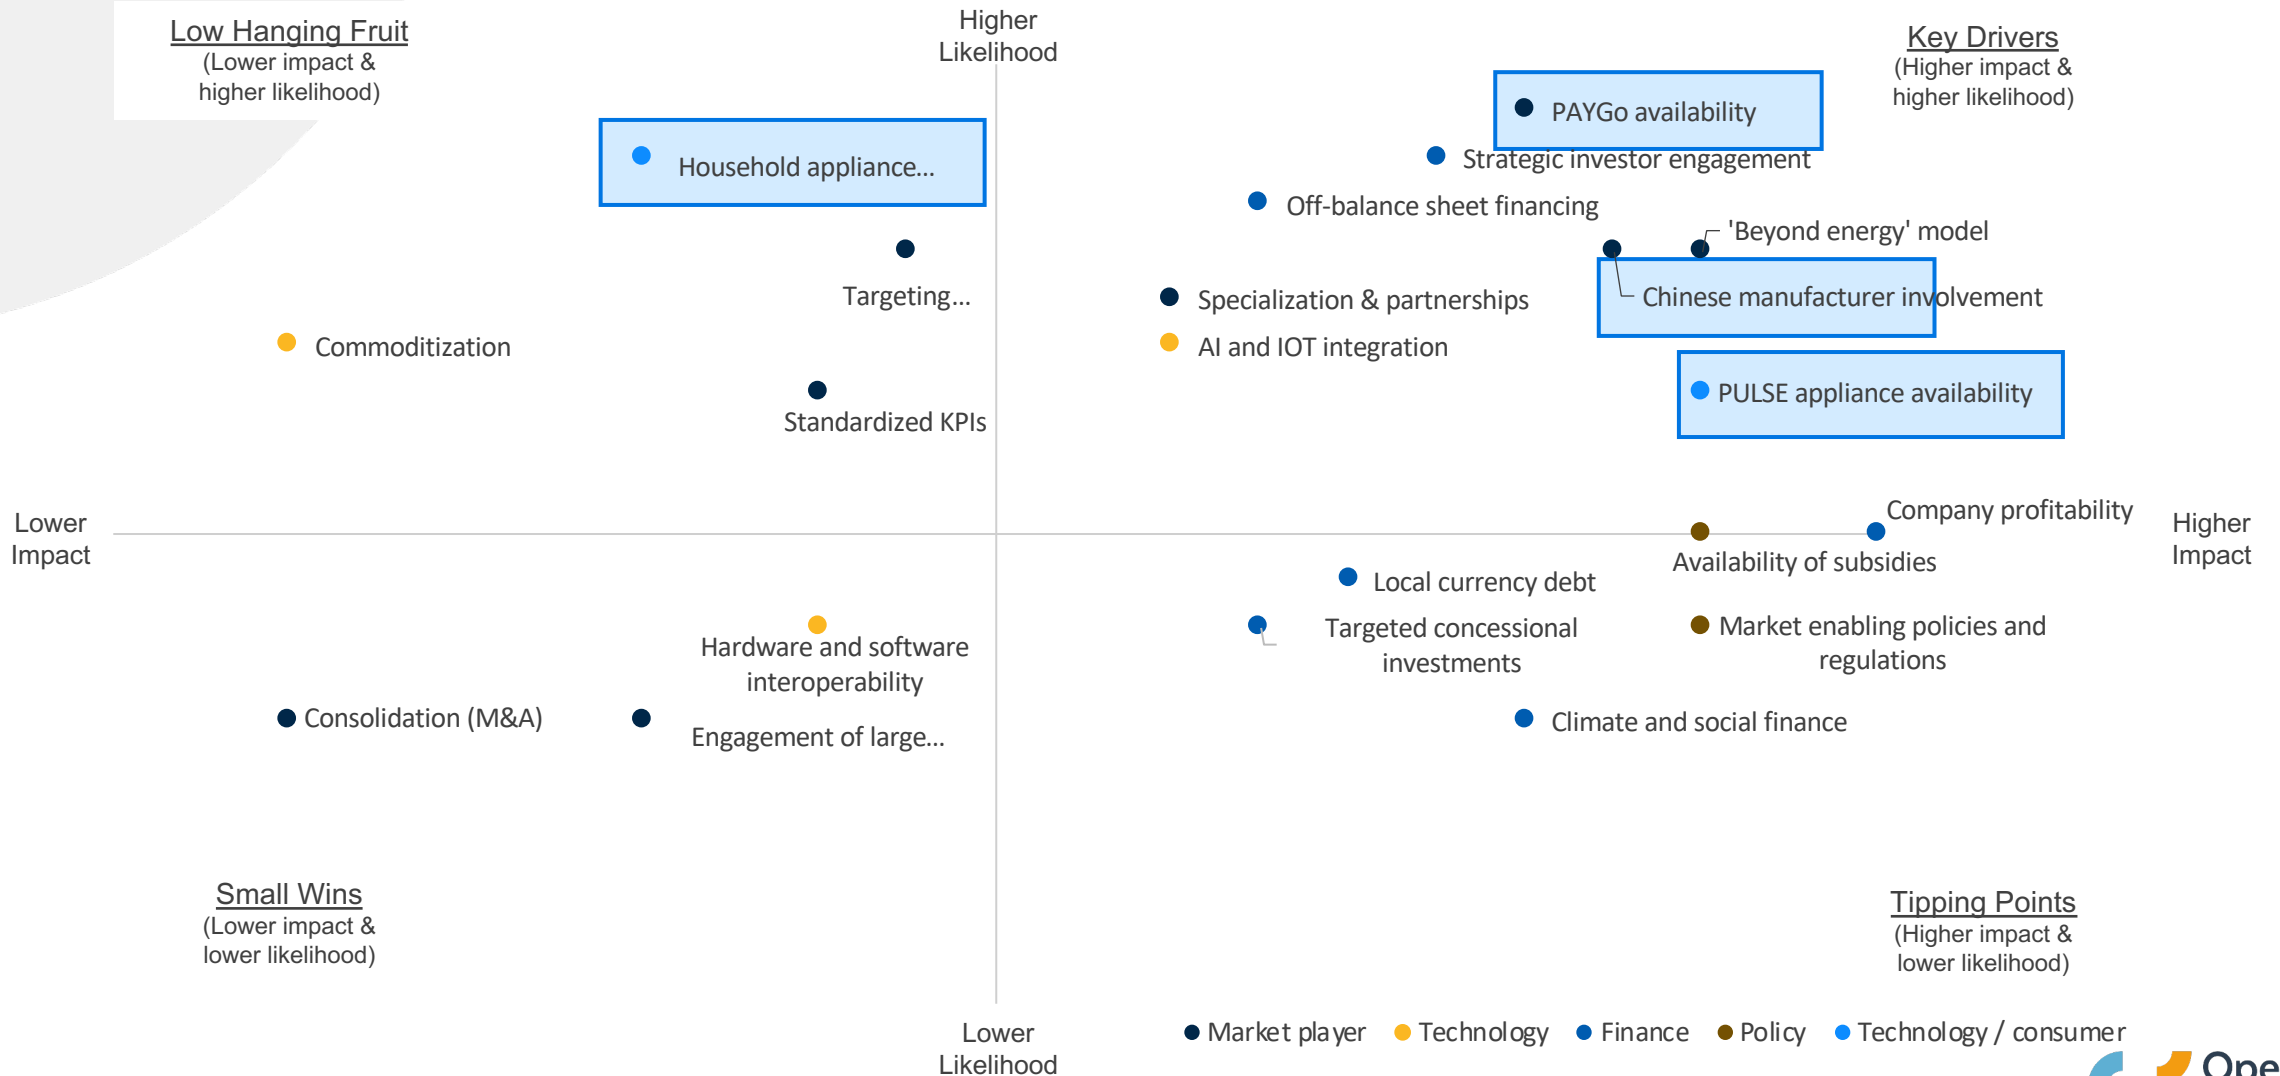 Low Hanging Fruit
(Lower impact &
higher likelihood)
Higher
Likelihood
Key Drivers
(Higher impact &
higher likelihood)
PAYGo availability
Household appliance...
Strategic investor engagement
Off-balance sheet financing
'Beyond energy' model
Targeting...
Specialization & partnerships
Chinese manufacturer involvement
Commoditization
AI and IOT integration
PULSE appliance availability
Standardized KPIs
Lower
Impact
Company profitability
Higher
Impact
Availability of subsidies
Local currency debt
Hardware and software
interoperability
Targeted concessional
investments
Market enabling policies and
regulations
Consolidation (M&A)
Engagement of large...
Climate and social finance
Small Wins
(Lower impact &
lower likelihood)
Tipping Points
(Higher impact &
lower likelihood)
Lower
Likelihood
Market player
Technology
Finance
Policy
Technology / consumer
Ope